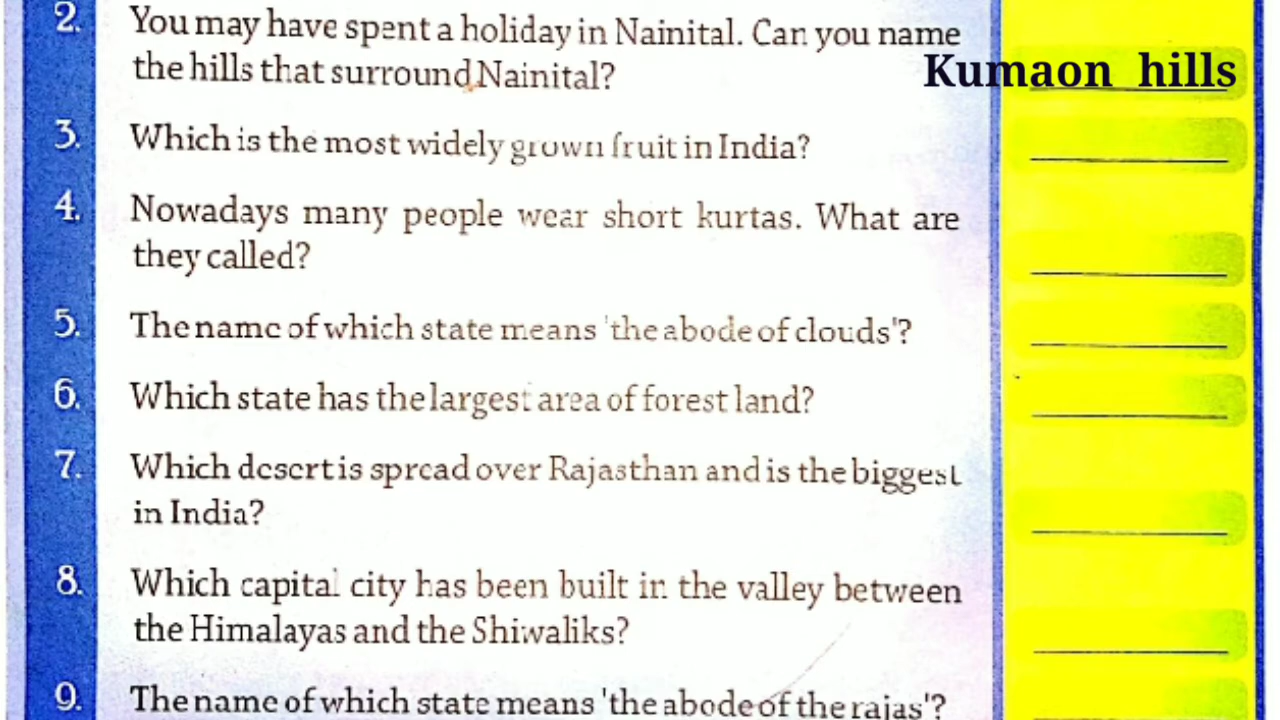 2. You may have spent a holiday in Nainital. Can you name
the hills that surround Nainital?
Kumaon hills
3. Which is the most widely grown fruit in India?
4. Nowadays many people wear short kurtas. What are
they called?
5. The name of which state means 'the abode of clouds'?
6. Which state has the largest area of forest land?
7. Which desert is spread over Rajasthan and is the biggest
in India?
8. Which capital city has been built in the valley between
the Himalayas and the Shiwaliks?
9. The name of which state means 'the abode of the rajas'?